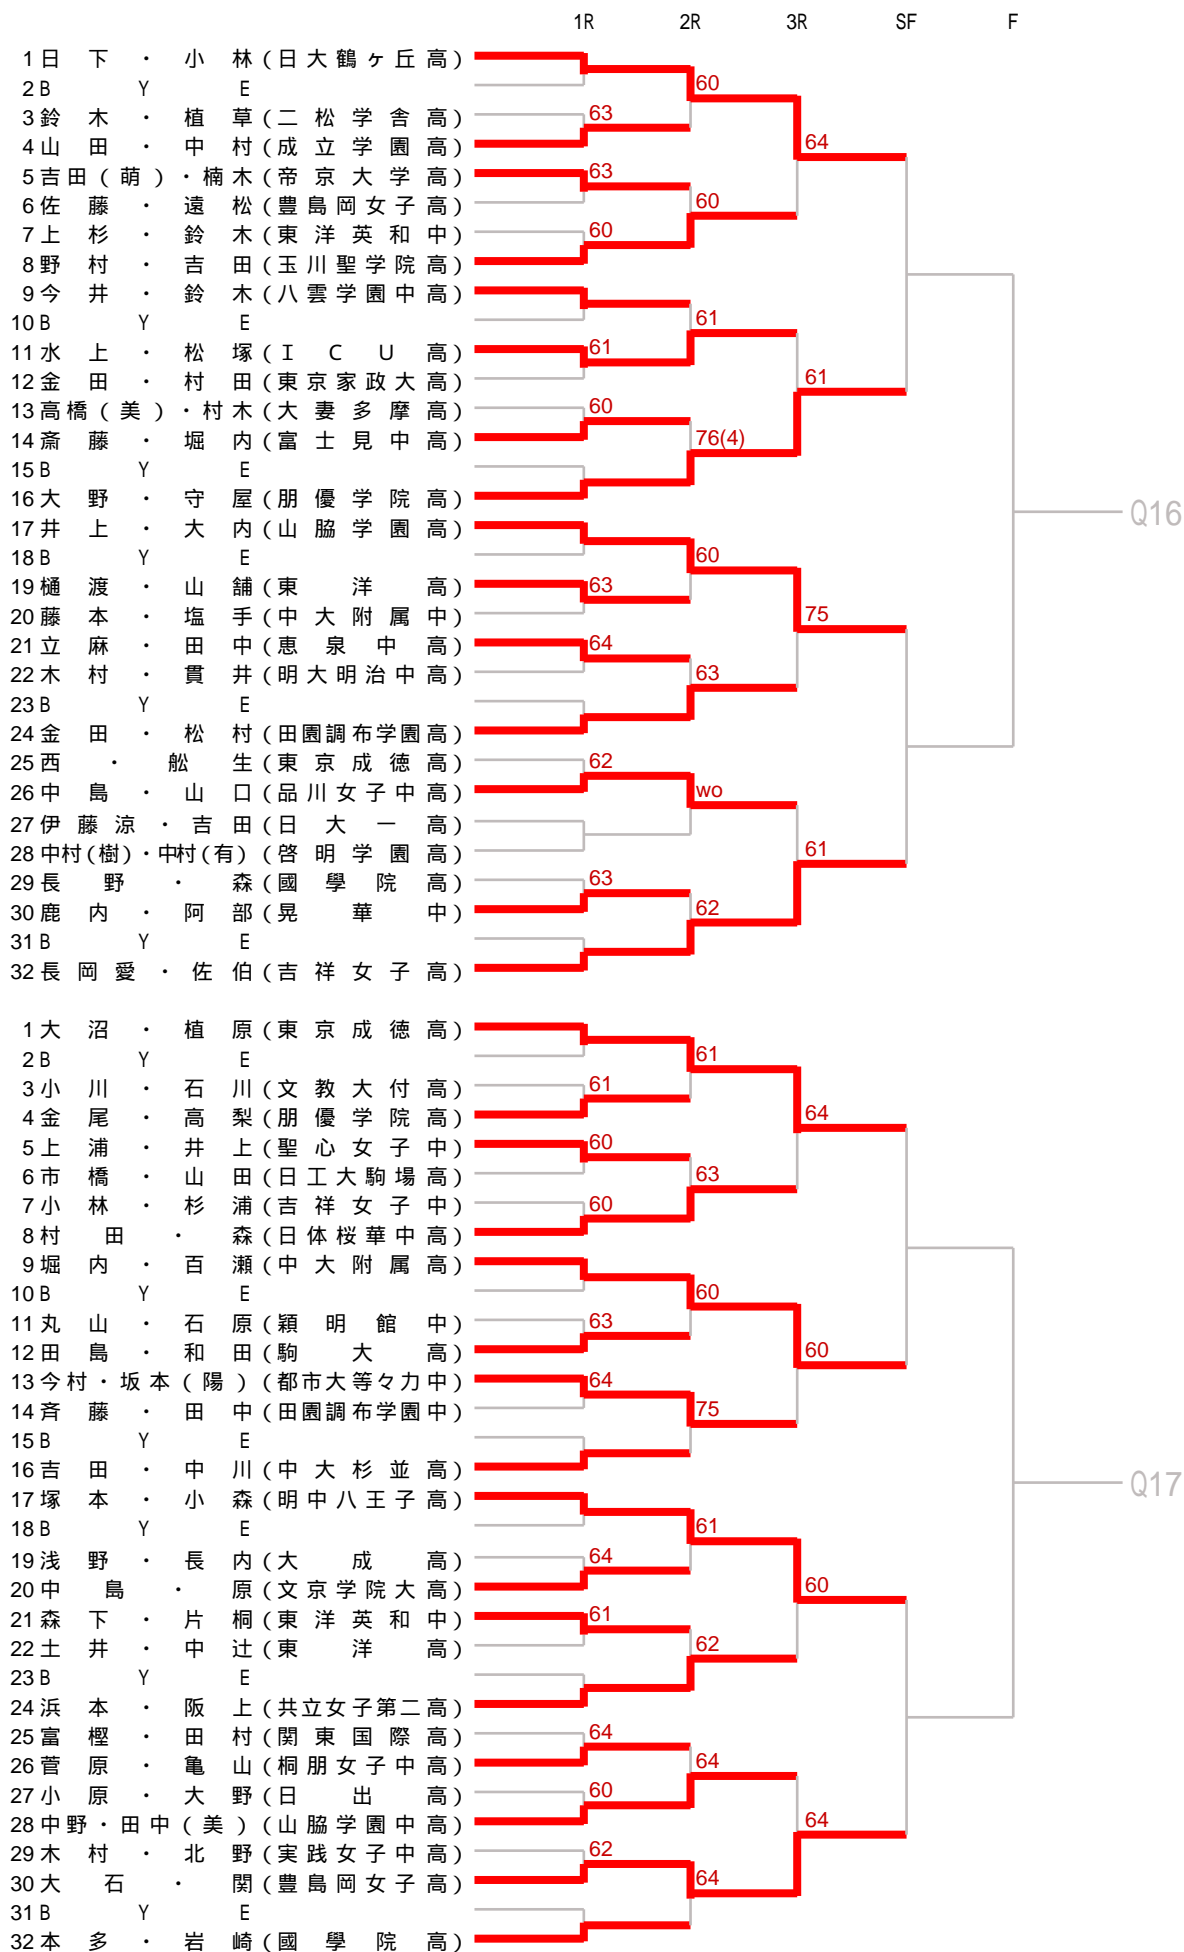 1R 2R 3R SF F
1 日下・小林 (日大鶴ヶ丘高)
60
2 B Y E
3 鈴木・植草 (二松学舎高) 63
64
4 山田・中村 (成立学園高)
5 吉田(萌)・楠木 (帝京大学高) 63
6 佐藤・遠松 (豊島岡女子高) 60
7 上杉・鈴木 (東洋英和中) 60
8 野村・吉田 (玉川聖学院高)
9 今井・鈴木 (八雲学園中高)
10 B Y E 61
11 水上・松塚 (ICU高) 61
12 金田・村田 (東京家政大高) 61
13 高橋(美)・村木 (大妻多摩高) 60
14 斎藤・堀内 (富士見中高) 76(4)
15 B Y E
16 大野・守屋 (朋優学院高)
Q16
17 井上・大内 (山脇学園高)
18 B Y E 60
19 樋渡・山舗 (東洋高) 63
20 藤本・塩手 (中大附属中) 75
21 立麻・田中 (恵泉中高) 64
22 木村・貫井 (明大明治中高) 63
23 B Y E
24 金田・松村 (田園調布学園高)
25 西・舩生 (東京成徳高) 62
26 中島・山口 (品川女子中高) wo
27 伊藤涼・吉田 (日大一高)
28 中村(樹)・中村(有) (啓明学園高) 61
29 長野・森 (國學院高) 63
30 鹿内・阿部 (晃華中) 62
31 B Y E
32 長岡愛・佐伯 (吉祥女子高)
1 大沼・植原 (東京成徳高)
2 B Y E 61
3 小川・石川 (文教大付高) 61
4 金尾・高梨 (朋優学院高) 64
5 上浦・井上 (聖心女子中) 60
6 市橋・山田 (日工大駒場高) 63
7 小林・杉浦 (吉祥女子中) 60
8 村田・森 (日体桜華中高)
9 堀内・百瀬 (中大附属高)
10 B Y E 60
11 丸山・石原 (穎明館中) 63
12 田島・和田 (駒大高) 60
13 今村・坂本(陽) (都市大等々力中) 64
14 斉藤・田中 (田園調布学園中) 75
15 B Y E
16 吉田・中川 (中大杉並高)
Q17
17 塚本・小森 (明中八王子高)
18 B Y E 61
19 浅野・長内 (大成高) 64
20 中島・原 (文京学院大高) 60
21 森下・片桐 (東洋英和中) 61
22 土井・中辻 (東洋高) 62
23 B Y E
24 浜本・阪上 (共立女子第二高)
25 富樫・田村 (関東国際高) 64
26 菅原・亀山 (桐朋女子中高) 64
27 小原・大野 (日出高) 60
28 中野・田中(美) (山脇学園中高) 64
29 木村・北野 (実践女子中高) 62
30 大石・関 (豊島岡女子高) 64
31 B Y E
32 本多・岩崎 (國學院高)